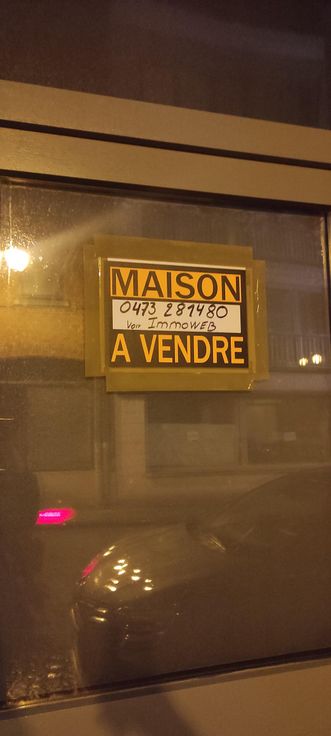 MAISON
0473 281480
Voir ImmoWEB
A VENDRE